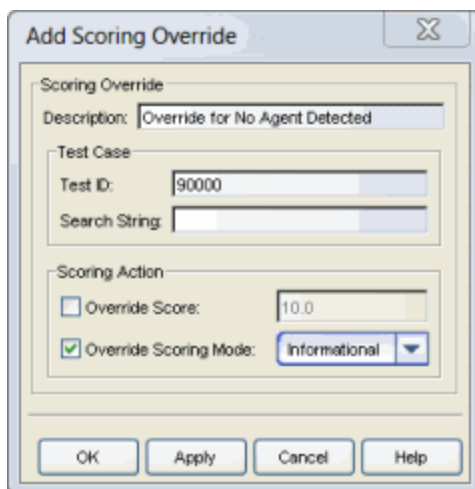 Add Scoring Override
Scoring Override
Description: Override for No Agent Detected
Test Case
Test ID: 90000
Search String:
Scoring Action
Override Score: 10.0
Override Scoring Mode: Informational
OK Apply Cancel Help